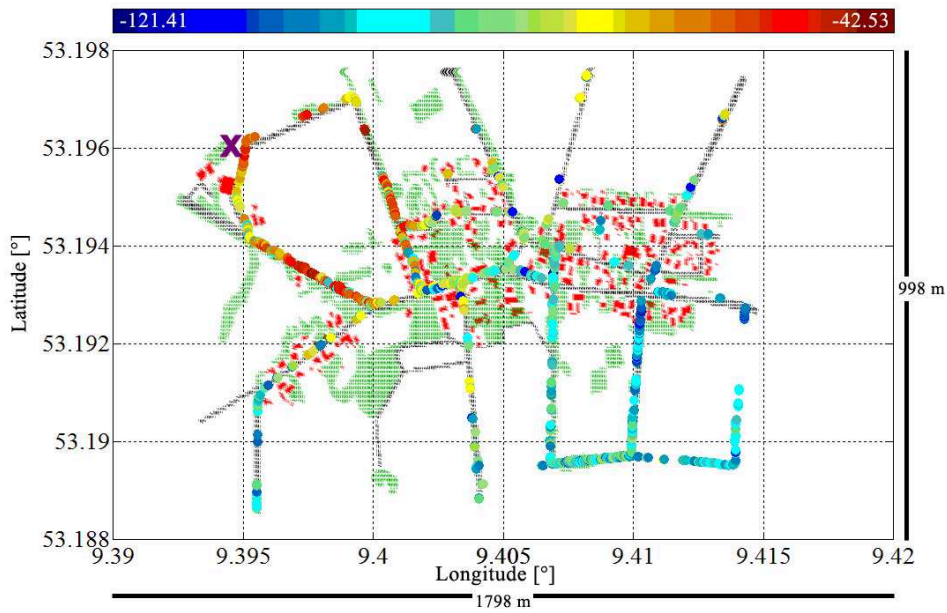 -121.41 -42.53
53.198
53.196
53.194
53.192
53.19
53.188
Latitude [°]
998 m
9.39 9.395 9.4 9.405 9.41 9.415 9.42
Longitude [°]
1798 m
X